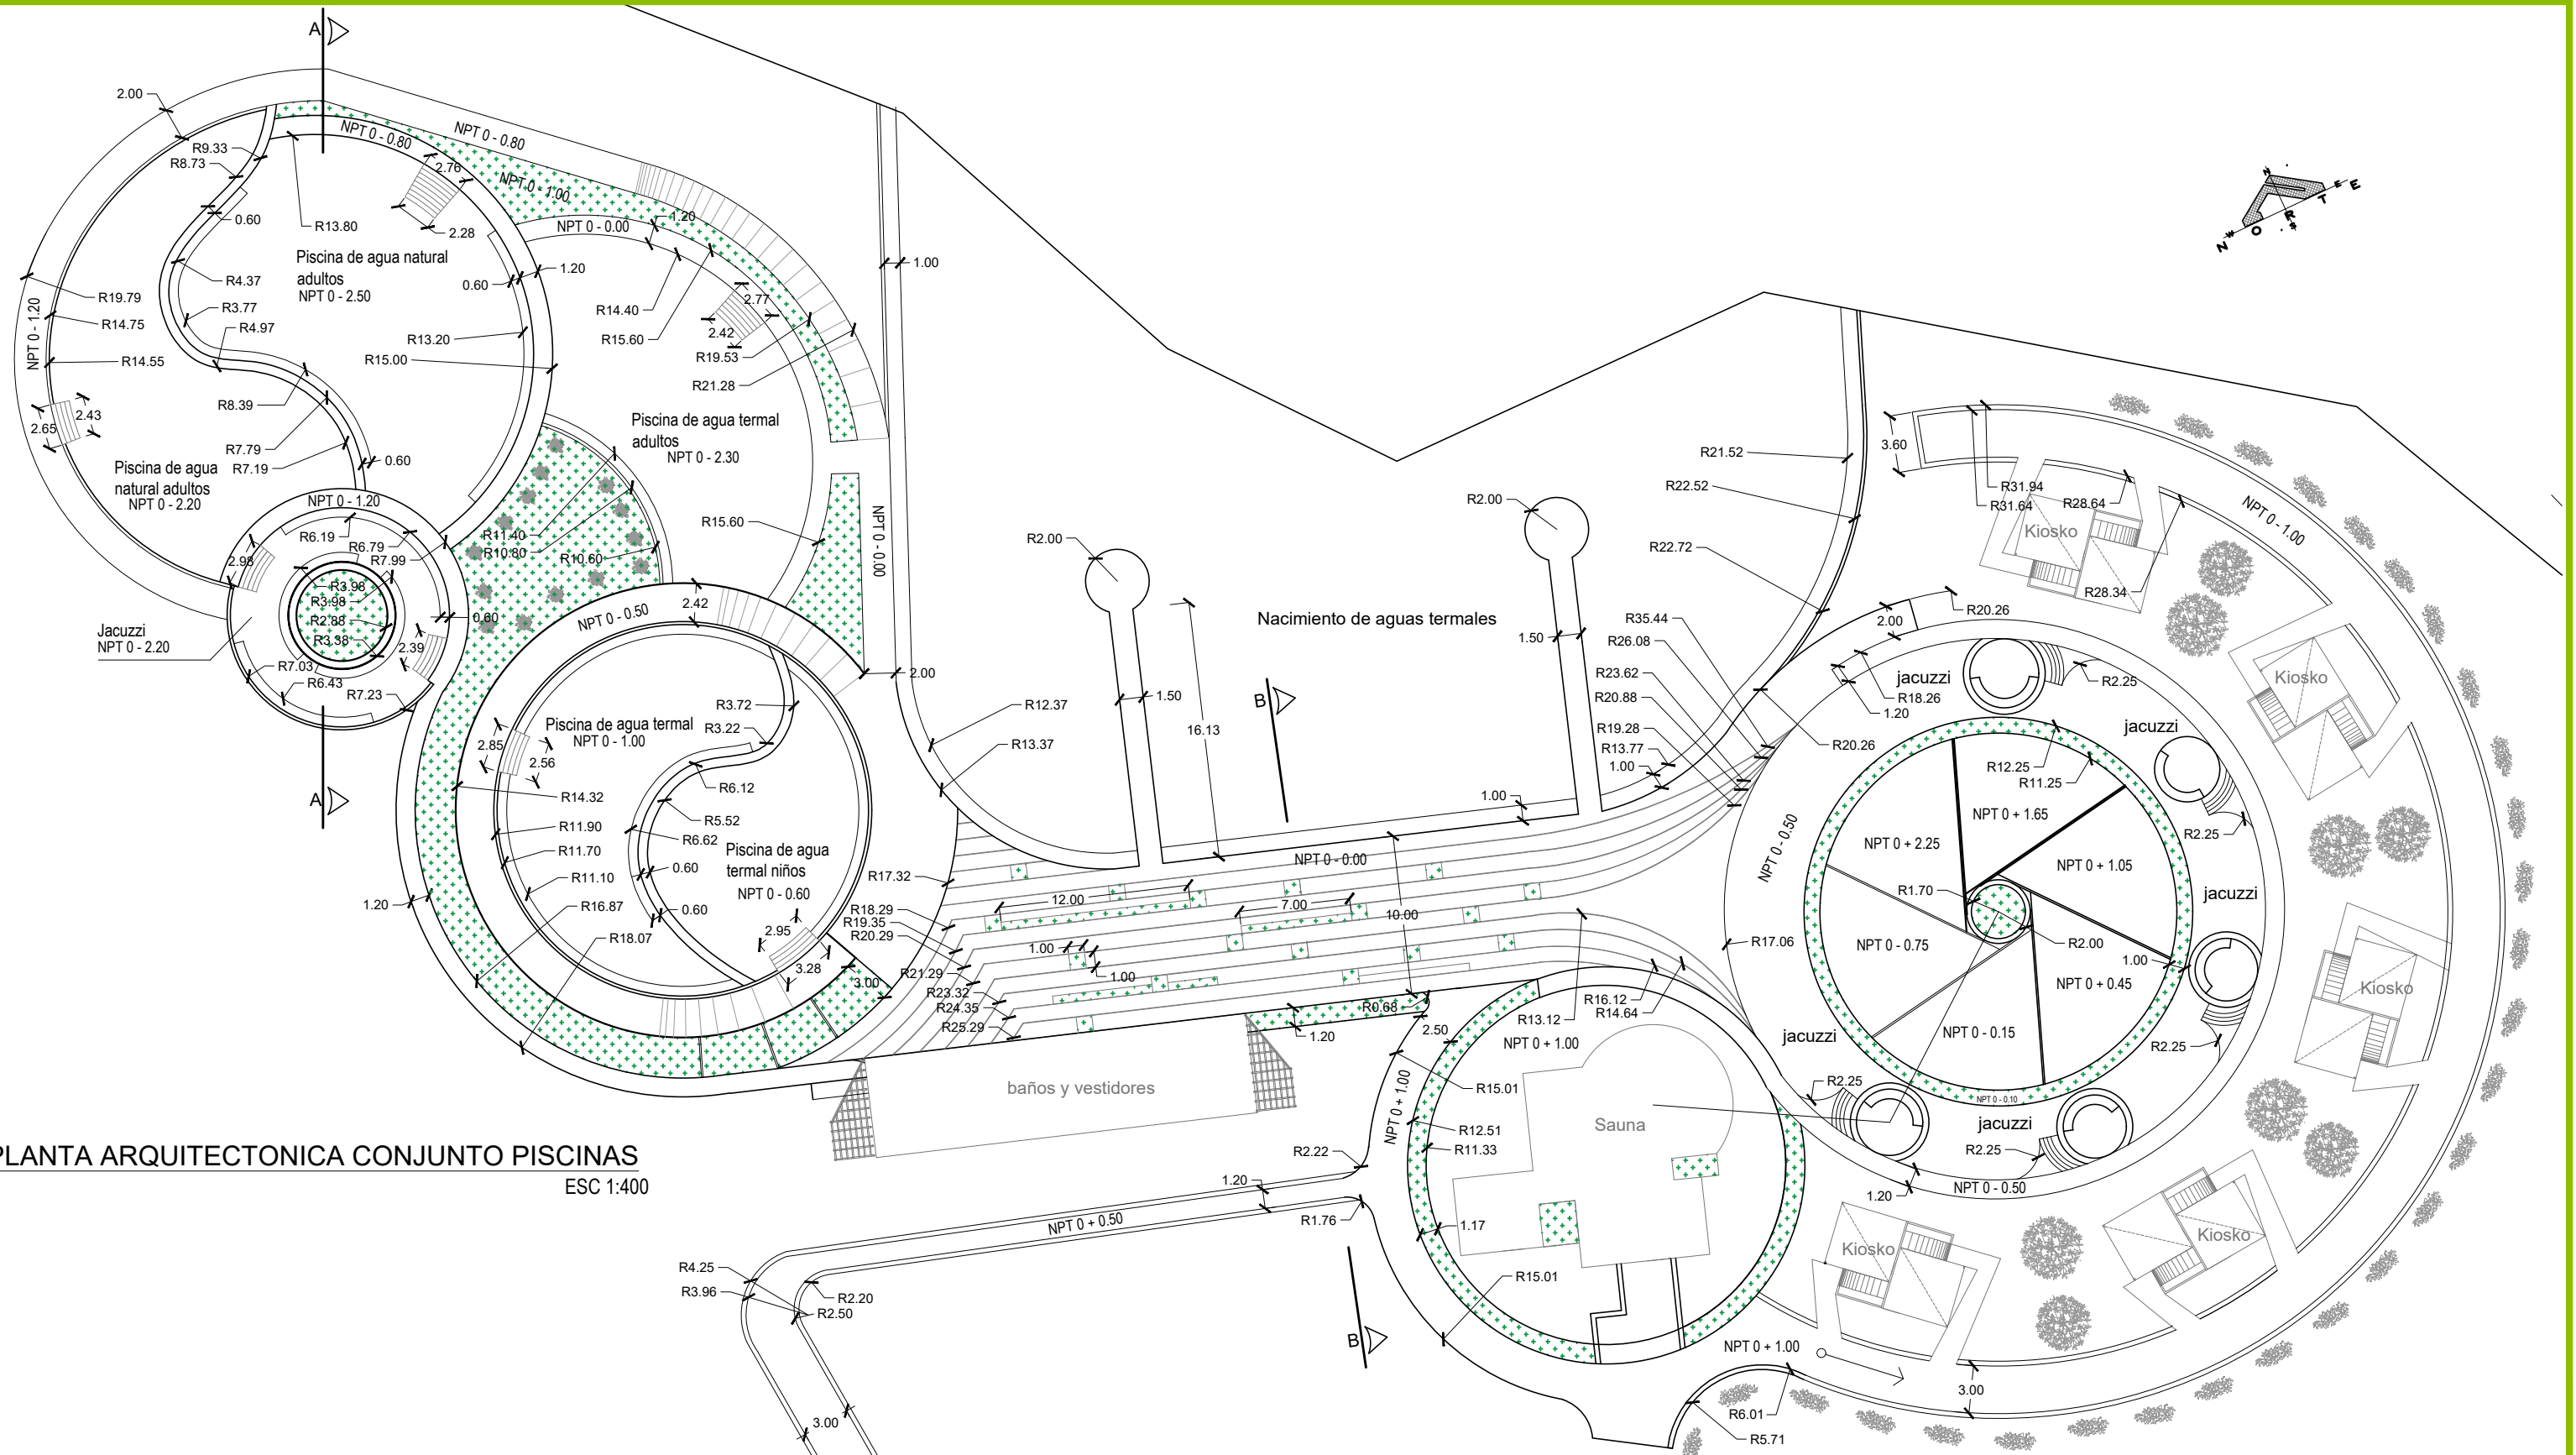 A
2.00
NPT 0 - 0.80
NPT 0 - 0.80
R9.33
R8.73
2.76
NPT 0 - 1.00
0.60
R13.80
2.28
1.20
NPT 0 - 0.00
Piscina de agua natural
adultos
NPT 0 - 2.50
R4.37
R3.77
R4.97
0.60
1.20
1.00
R19.79
R14.75
R14.55
NPT 0 - 1.20
R14.40
R15.60
2.77
2.42
R19.53
R21.28
R13.20
R15.00
R8.39
2.43
2.65
R7.79
R7.19
0.60
Piscina de agua termal
adultos
NPT 0 - 2.30
Piscina de agua
natural adultos
NPT 0 - 2.20
NPT 0 - 1.20
R6.19
R6.79
R7.99
2.98
R3.98
R3.98
R2.88
R3.38
0.60
2.39
Jacuzzi
NPT 0 - 2.20
R7.03
R6.43
R7.23
A
R11.40
R10.80
R10.60
R15.60
NPT 0 - 0.00
NPT 0 - 0.50
2.42
2.00
R3.72
R3.22
Piscina de agua termal
NPT 0 - 1.00
2.85
2.56
R6.12
R5.52
R6.62
R14.32
R11.90
R11.70
R11.10
R16.87
R18.07
1.20
0.60
0.60
Piscina de agua
termal niños
NPT 0 - 0.60
2.95
3.28
3.00
R12.37
R13.37
R17.32
R18.29
R19.35
R20.29
R21.29
R23.32
R24.35
R25.29
R2.00
R2.00
1.50
1.50
16.13
Nacimiento de aguas termales
B
1.00
NPT 0 - 0.00
12.00
7.00
10.00
1.00
1.00
R0.68
2.50
1.20
baños y vestidores
R21.52
R22.52
R22.72
R35.44
R26.08
R23.62
R20.88
R19.28
R13.77
1.00
R20.26
2.00
R18.26
1.20
R20.26
N
E
N O R T E
W
S
3.60
R31.94
R31.64
R28.64
R28.34
NPT 0 - 1.00
Kiosko
Kiosko
Kiosko
Kiosko
Kiosko
jacuzzi
R2.25
jacuzzi
R2.25
jacuzzi
R2.25
jacuzzi
R2.25
jacuzzi
R2.25
R12.25
R11.25
NPT 0 + 1.65
NPT 0 + 2.25
NPT 0 + 1.05
R1.70
R2.00
1.00
NPT 0 - 0.75
NPT 0 + 0.45
NPT 0 - 0.15
NPT 0 - 0.10
NPT 0 - 0.50
R17.06
NPT 0 - 0.50
1.20
R16.12
R14.64
R13.12
NPT 0 + 1.00
NPT 0 + 1.00
R15.01
R12.51
R11.33
Sauna
1.17
R15.01
R2.22
1.20
R1.76
NPT 0 + 0.50
B
R4.25
R3.96
R2.20
R2.50
3.00
NPT 0 + 1.00
3.00
R6.01
R5.71
PLANTA ARQUITECTONICA CONJUNTO PISCINAS
ESC 1:400